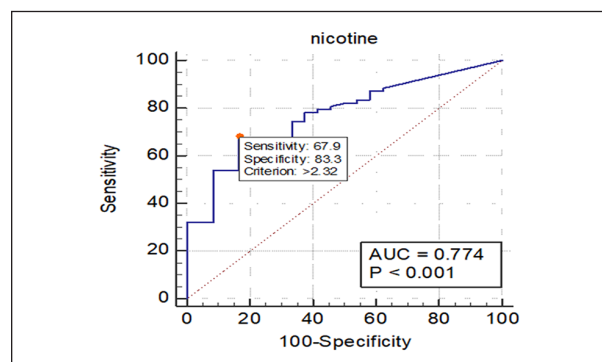 nicotine
100
80
60
40
20
0
Sensitivity
Sensitivity: 67.9
Specificity: 83.3
Criterion: >2.32
AUC = 0.774
P < 0.001
0 20 40 60 80 100
100-Specificity